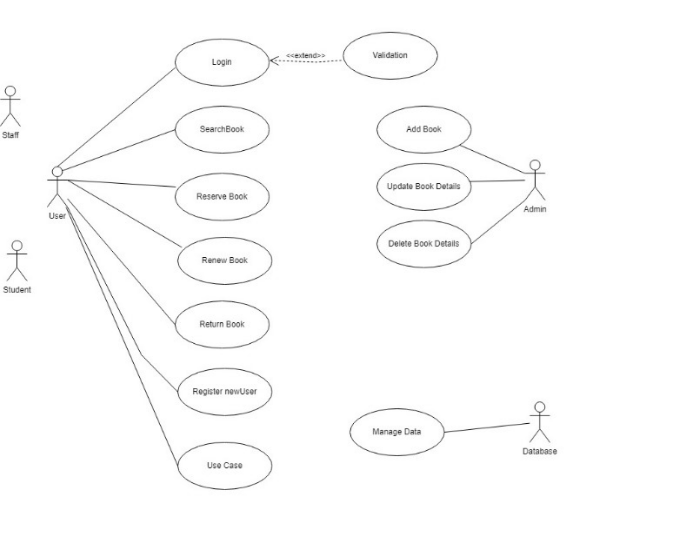 Login
<<extend>>
Validation
Staff
SearchBook
Add Book
User
Reserve Book
Update Book Details
Admin
Student
Renew Book
Delete Book Details
Return Book
Register newUser
Manage Data
Database
Use Case